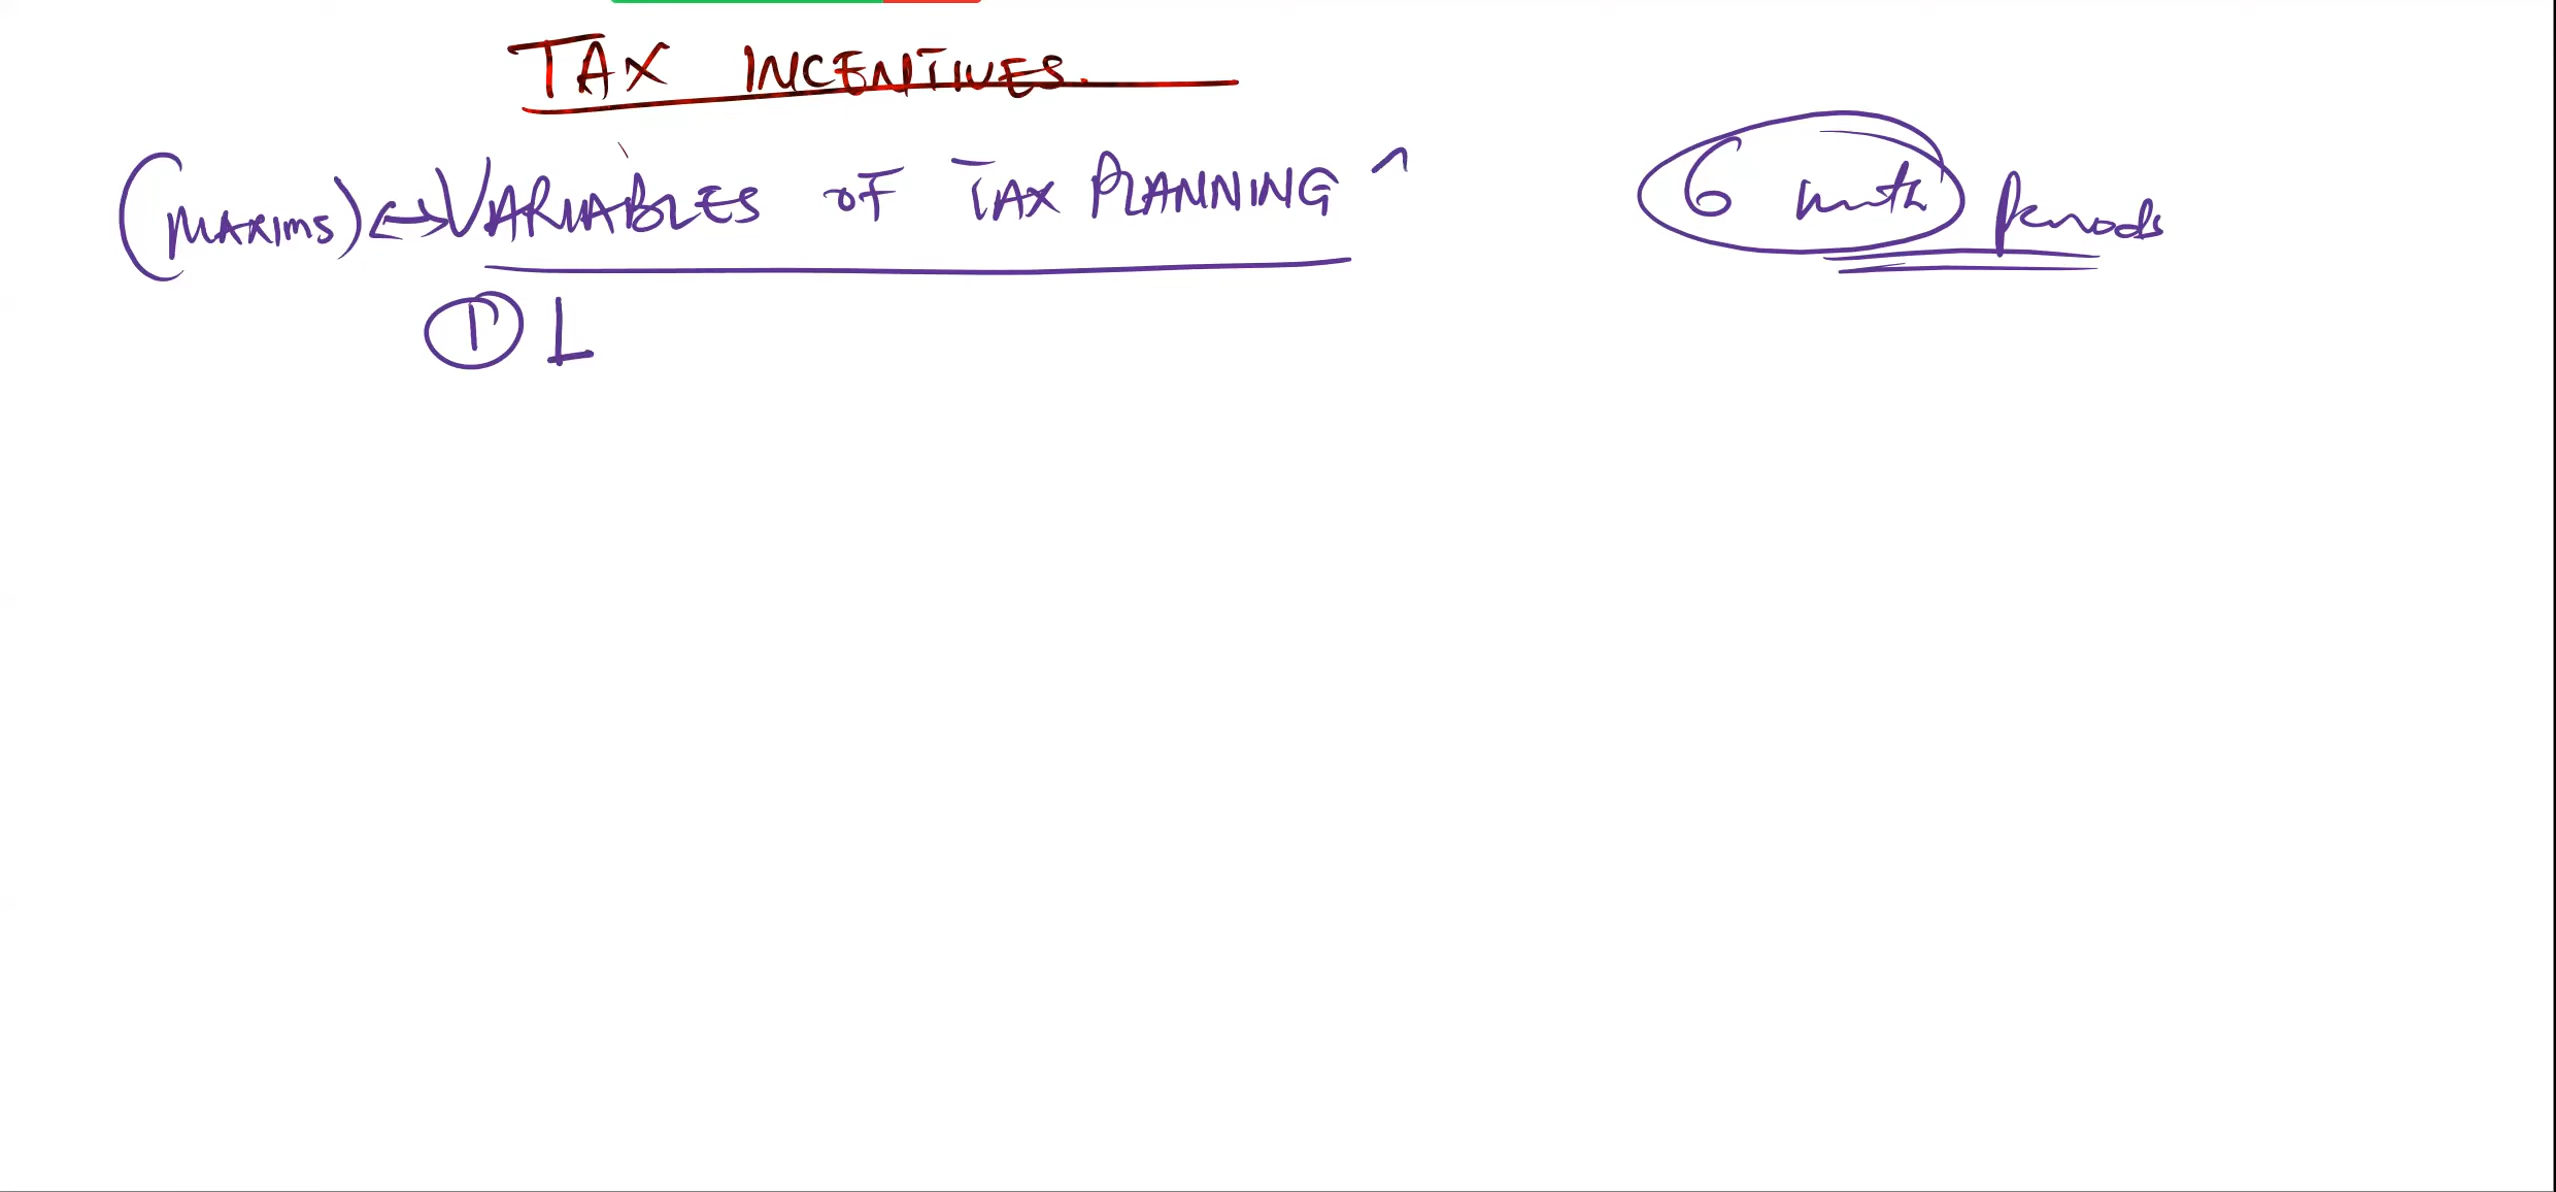 TAX INCENTIVES.
(MAXIMS) ↔ VARIABLES OF TAX PLANNING ^
6 mnth periods
① L